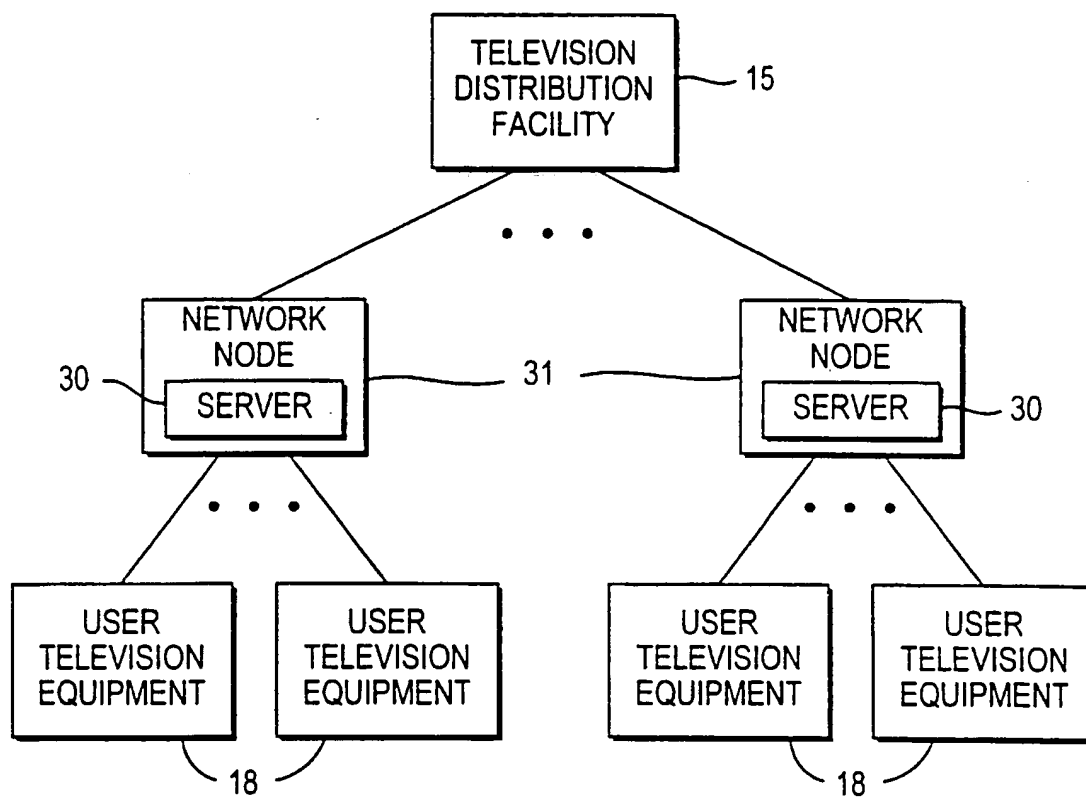 TELEVISION
DISTRIBUTION
FACILITY
15
NETWORK
NODE
30
SERVER
31
NETWORK
NODE
SERVER
30
USER
TELEVISION
EQUIPMENT
USER
TELEVISION
EQUIPMENT
18
USER
TELEVISION
EQUIPMENT
USER
TELEVISION
EQUIPMENT
18